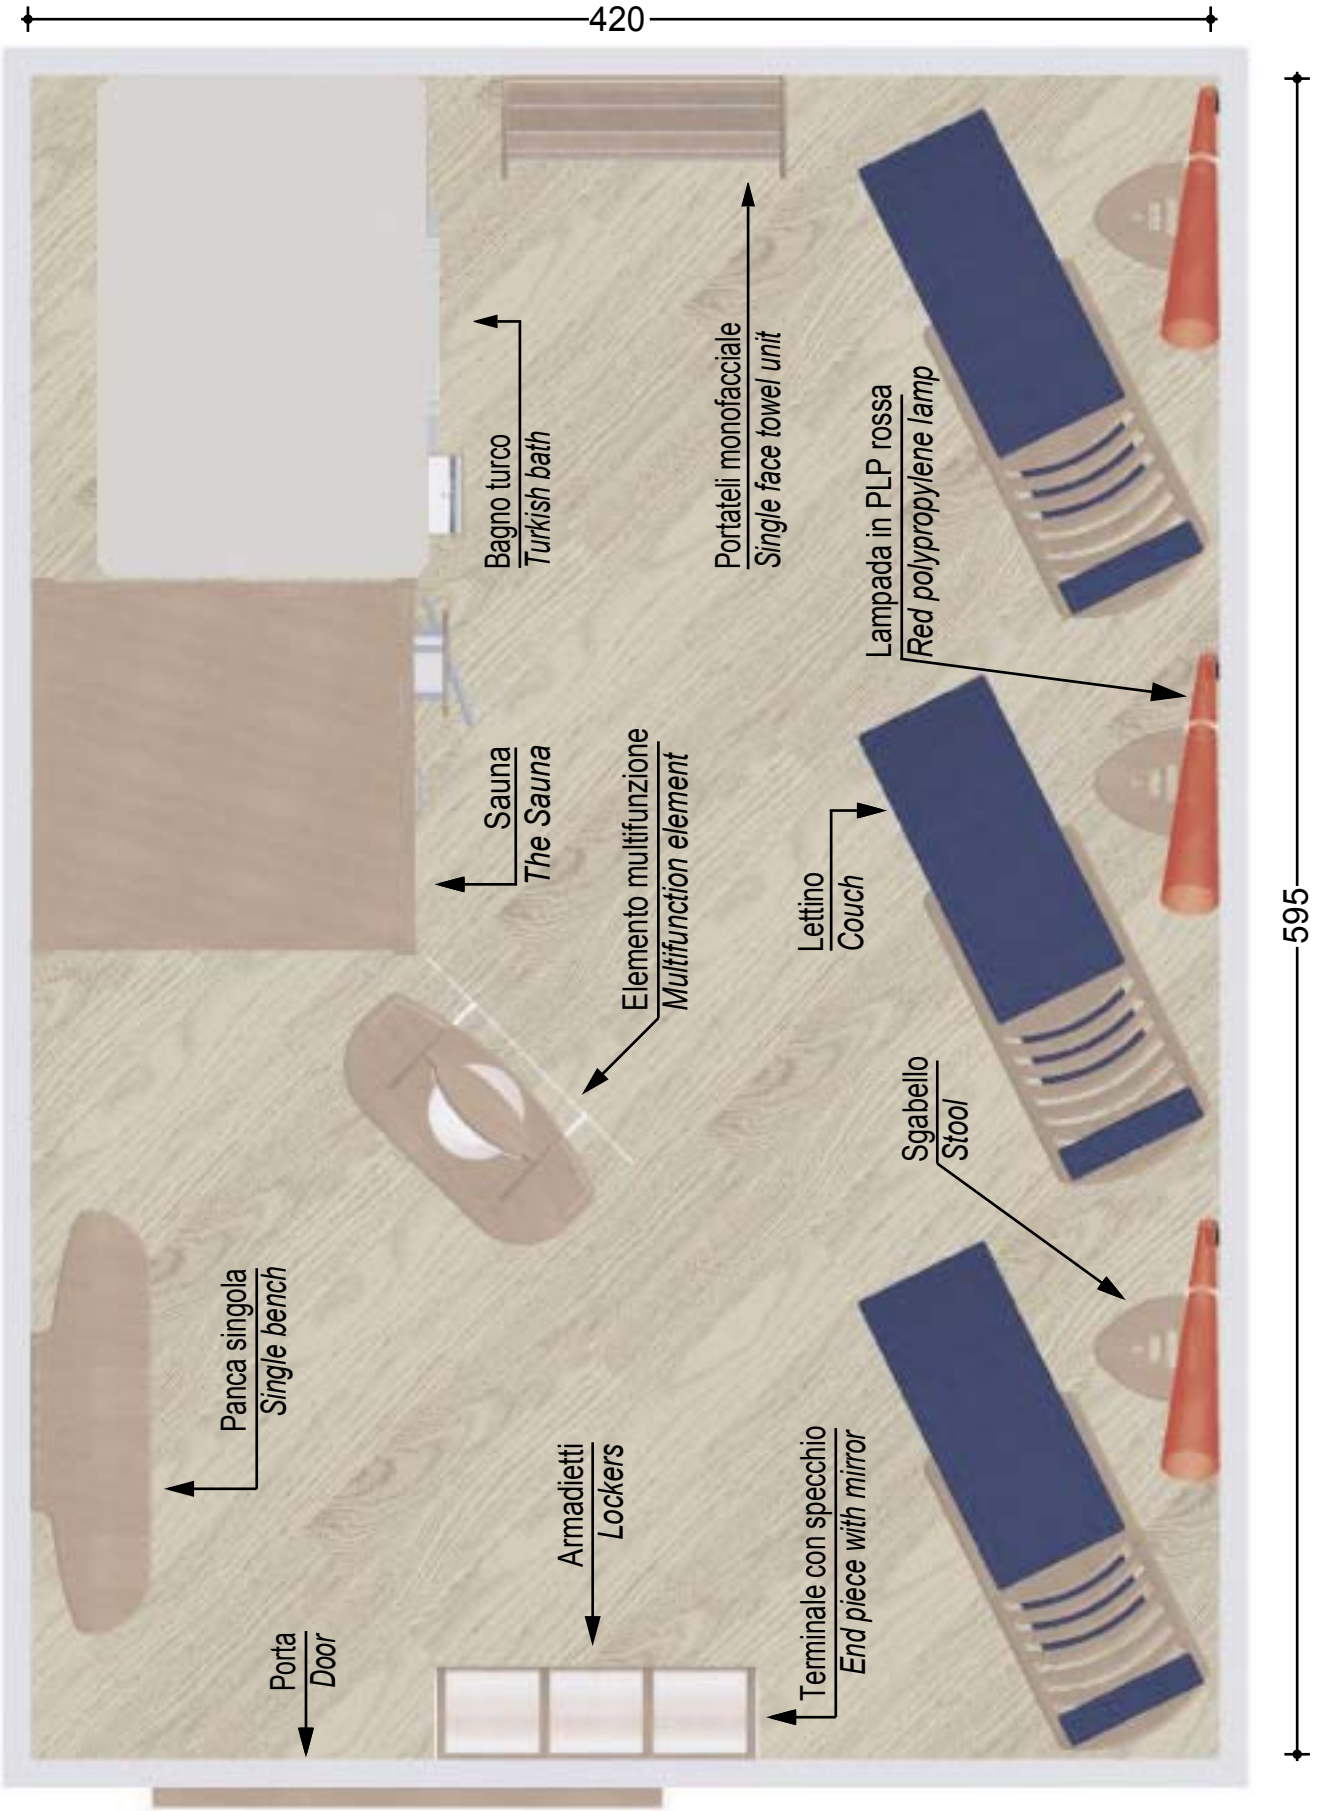 420
595
Bagno turco
Turkish bath
Portateli monofacciale
Single face towel unit
Lampada in PLP rossa
Red polypropylene lamp
Sauna
The Sauna
Elemento multifunzione
Multifunction element
Lettino
Couch
Sgabello
Stool
Panca singola
Single bench
Armadietti
Lockers
Terminale con specchio
End piece with mirror
Porta
Door